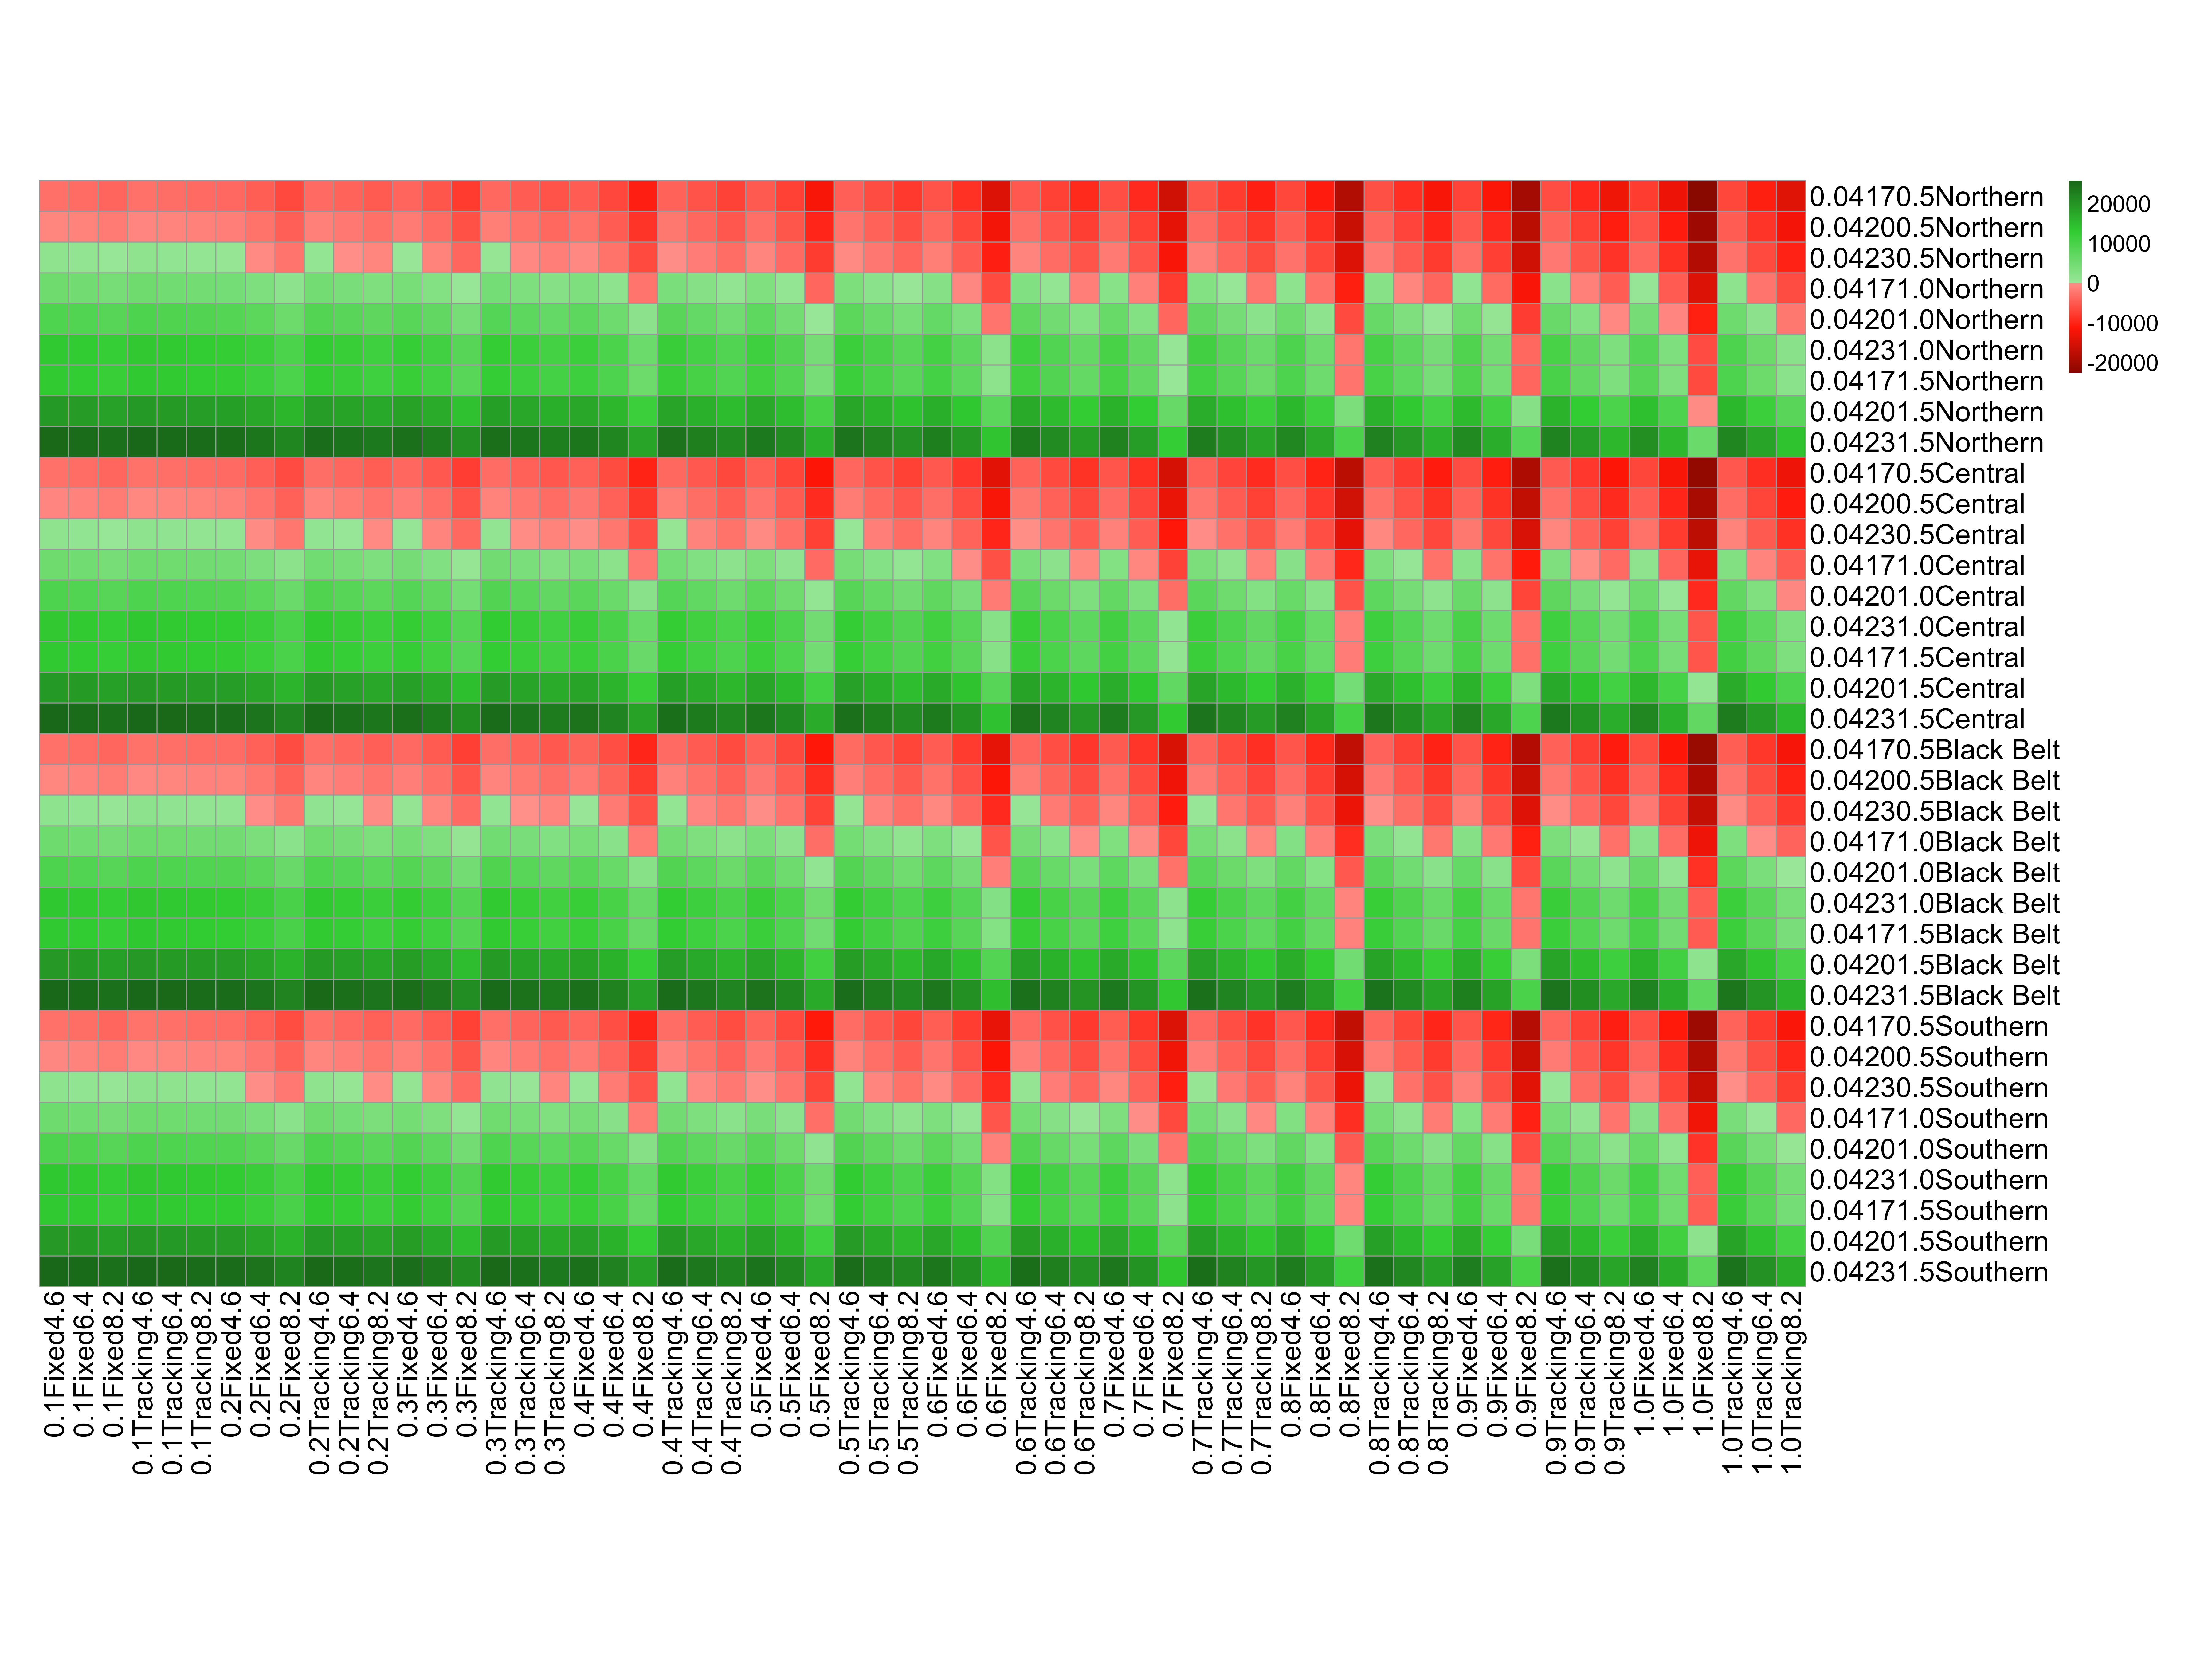 0.04170.5Northern
0.04200.5Northern
0.04230.5Northern
0.04171.0Northern
0.04201.0Northern
0.04231.0Northern
0.04171.5Northern
0.04201.5Northern
0.04231.5Northern
0.04170.5Central
0.04200.5Central
0.04230.5Central
0.04171.0Central
0.04201.0Central
0.04231.0Central
0.04171.5Central
0.04201.5Central
0.04231.5Central
0.04170.5Black Belt
0.04200.5Black Belt
0.04230.5Black Belt
0.04171.0Black Belt
0.04201.0Black Belt
0.04231.0Black Belt
0.04171.5Black Belt
0.04201.5Black Belt
0.04231.5Black Belt
0.04170.5Southern
0.04200.5Southern
0.04230.5Southern
0.04171.0Southern
0.04201.0Southern
0.04231.0Southern
0.04171.5Southern
0.04201.5Southern
0.04231.5Southern
20000
10000
0
-10000
-20000
0.1Fixed4.6
0.1Fixed6.4
0.1Fixed8.2
0.1Tracking4.6
0.1Tracking6.4
0.1Tracking8.2
0.2Fixed4.6
0.2Fixed6.4
0.2Fixed8.2
0.2Tracking4.6
0.2Tracking6.4
0.2Tracking8.2
0.3Fixed4.6
0.3Fixed6.4
0.3Fixed8.2
0.3Tracking4.6
0.3Tracking6.4
0.3Tracking8.2
0.4Fixed4.6
0.4Fixed6.4
0.4Fixed8.2
0.4Tracking4.6
0.4Tracking6.4
0.4Tracking8.2
0.5Fixed4.6
0.5Fixed6.4
0.5Fixed8.2
0.5Tracking4.6
0.5Tracking6.4
0.5Tracking8.2
0.6Fixed4.6
0.6Fixed6.4
0.6Fixed8.2
0.6Tracking4.6
0.6Tracking6.4
0.6Tracking8.2
0.7Fixed4.6
0.7Fixed6.4
0.7Fixed8.2
0.7Tracking4.6
0.7Tracking6.4
0.7Tracking8.2
0.8Fixed4.6
0.8Fixed6.4
0.8Fixed8.2
0.8Tracking4.6
0.8Tracking6.4
0.8Tracking8.2
0.9Fixed4.6
0.9Fixed6.4
0.9Fixed8.2
0.9Tracking4.6
0.9Tracking6.4
0.9Tracking8.2
1.0Fixed4.6
1.0Fixed6.4
1.0Fixed8.2
1.0Tracking4.6
1.0Tracking6.4
1.0Tracking8.2